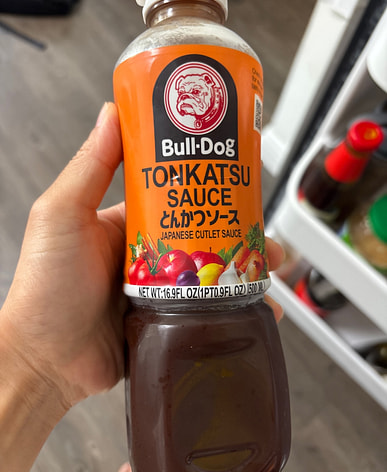 Bull-Dog
TONKATSU
SAUCE
とんかつソース
JAPANESE CUTLET SAUCE
NET WT:16.9FL OZ(1PT0.9FL OZ)(500 M